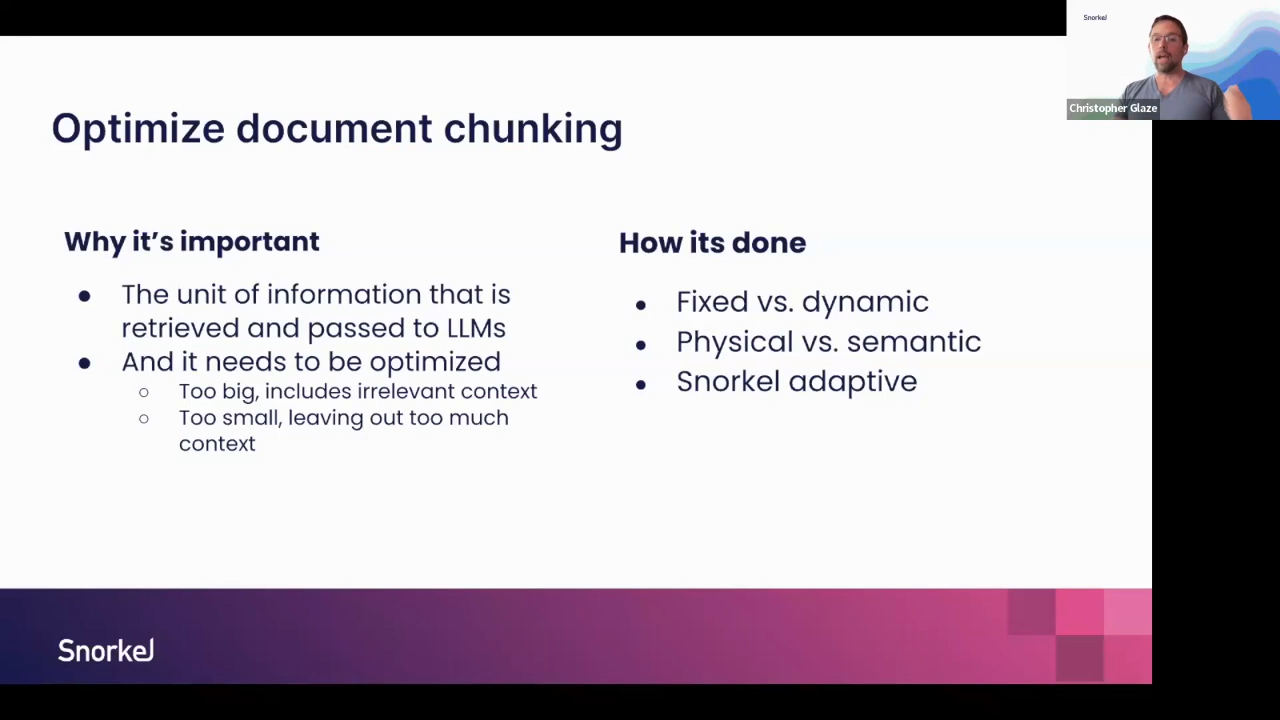 Snorkel
Christopher Glaze
Optimize document chunking
Why it’s important
● The unit of information that is
retrieved and passed to LLMs
● And it needs to be optimized
○ Too big, includes irrelevant context
○ Too small, leaving out too much
context
How its done
● Fixed vs. dynamic
● Physical vs. semantic
● Snorkel adaptive
Snorkel